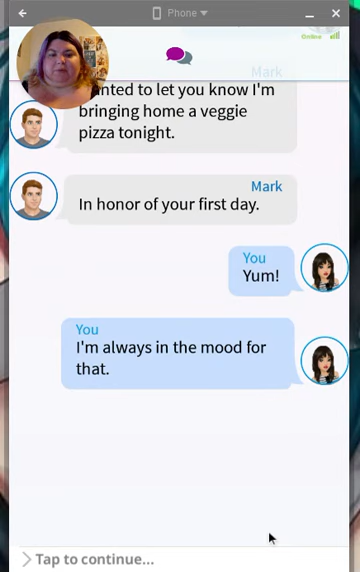 Phone
Online
Mark
anted to let you know I'm
bringing home a veggie
pizza tonight.
Mark
In honor of your first day.
You
Yum!
You
I'm always in the mood for
that.
Tap to continue...